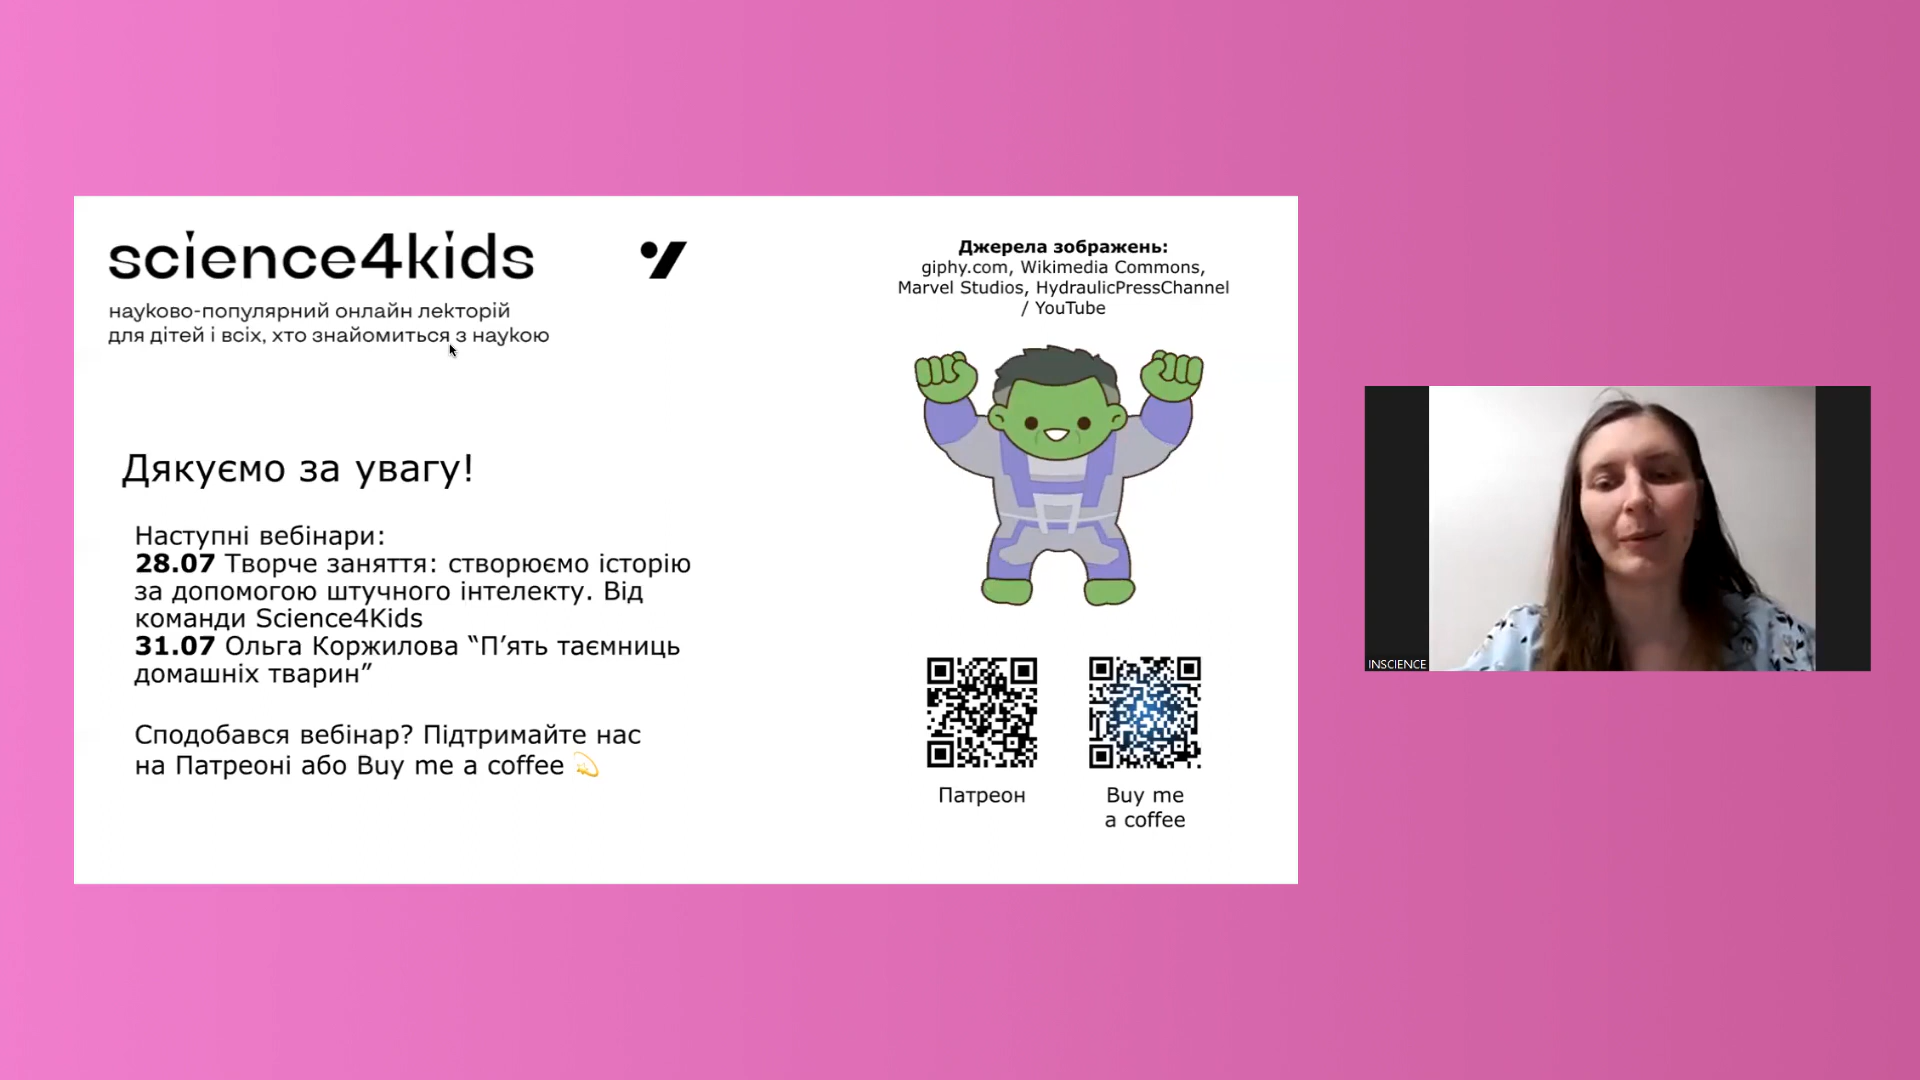 science4kids
науково-популярний онлайн лекторій
для дітей і всіх, хто знайомиться з наукою
Дякуємо за увагу!
Наступні вебінари:
28.07 Творче заняття: створюємо історію
за допомогою штучного інтелекту. Від
команди Science4Kids
31.07 Ольга Коржилова “П’ять таємниць
домашніх тварин”
Сподобався вебінар? Підтримайте нас
на Патреоні або Buy me a coffee 💫
Джерела зображень:
giphy.com, Wikimedia Commons,
Marvel Studios, HydraulicPressChannel
/ YouTube
Патреон
Buy me
a coffee
INSCIENCE